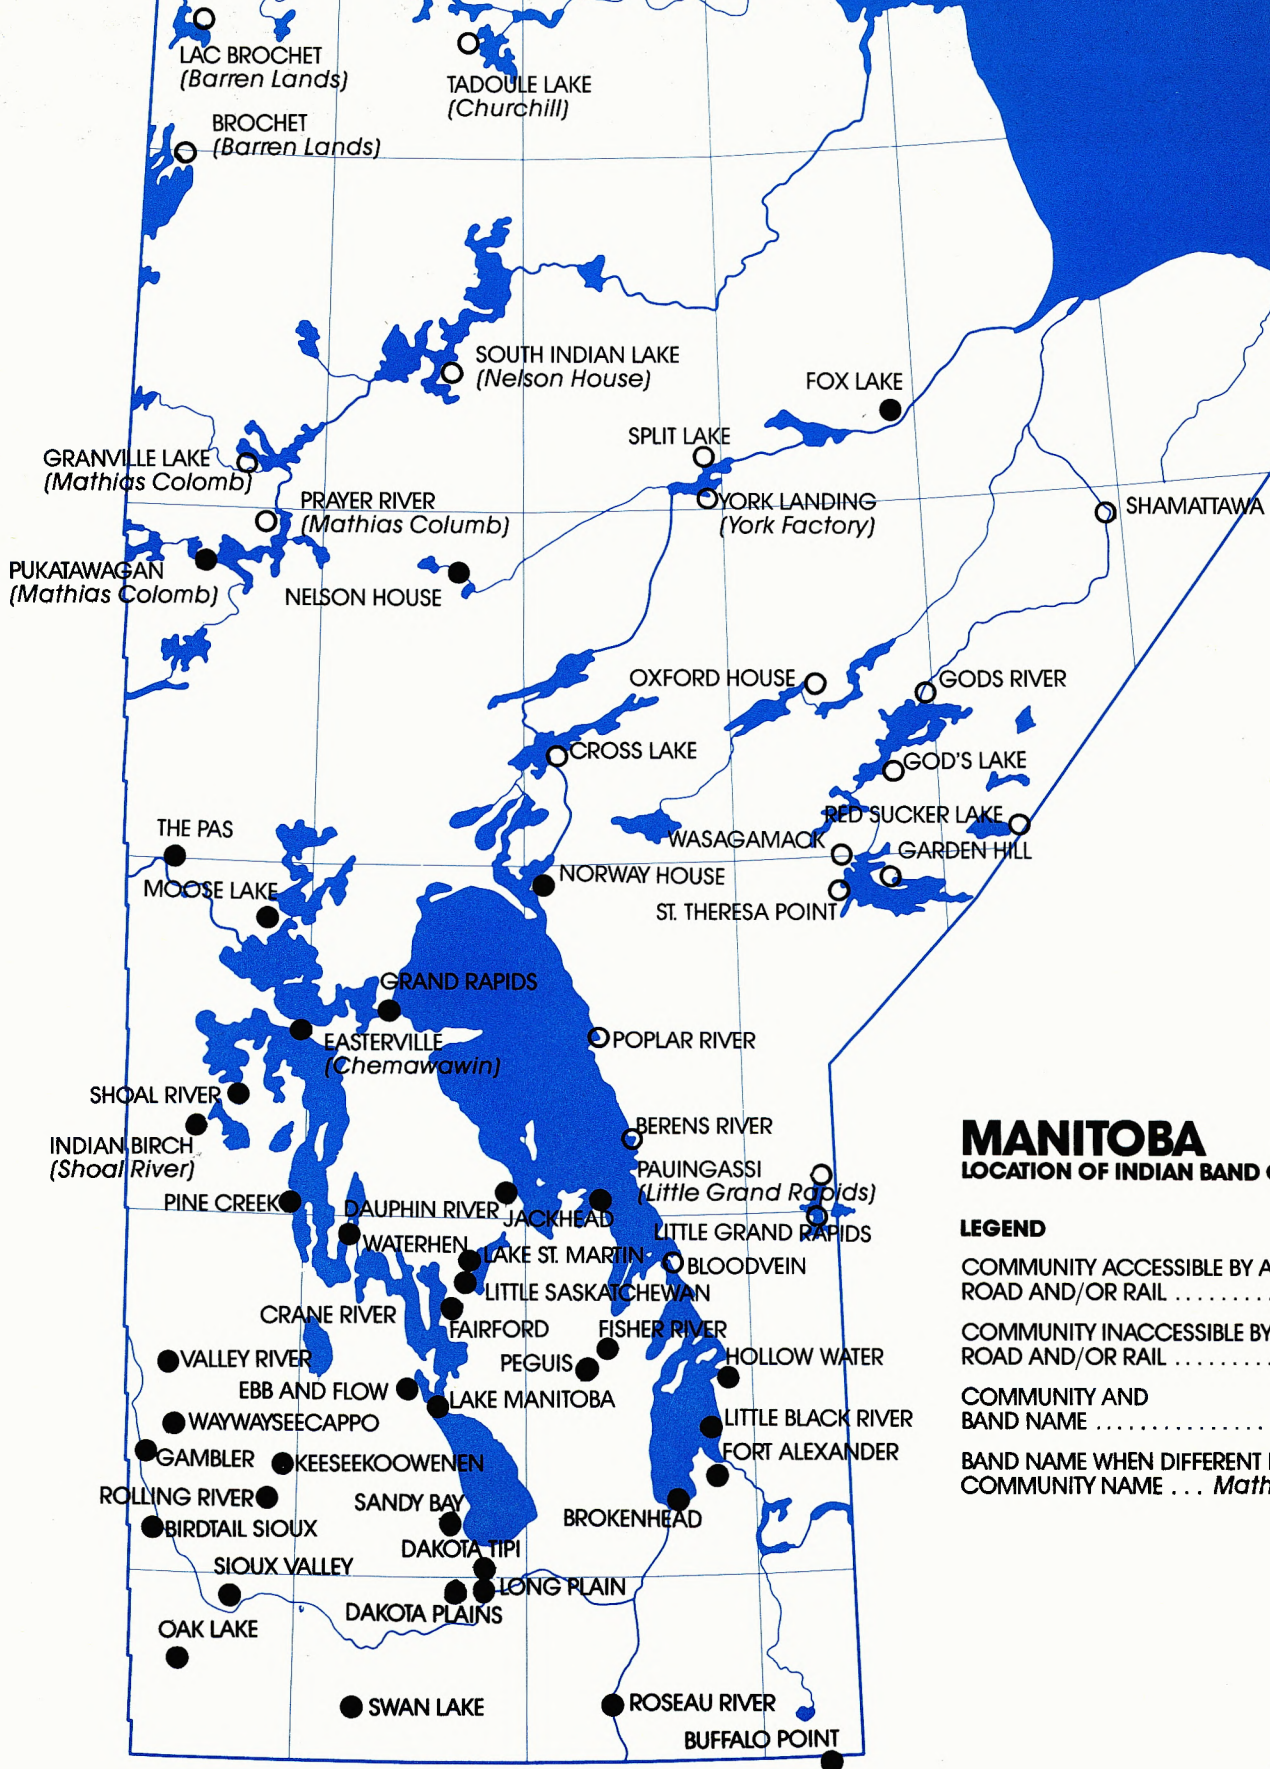 LAC BROCHET
(Barren Lands)
TADOULE LAKE
(Churchill)
BROCHET
(Barren Lands)
SOUTH INDIAN LAKE
(Nelson House)
FOX LAKE
SPLIT LAKE
GRANVILLE LAKE
(Mathias Colomb)
PRAYER RIVER
(Mathias Columb)
YORK LANDING
(York Factory)
SHAMATTAWA
PUKATAWAGAN
(Mathias Colomb)
NELSON HOUSE
OXFORD HOUSE
GODS RIVER
CROSS LAKE
GOD'S LAKE
RED SUCKER LAKE
THE PAS
WASAGAMACK
GARDEN HILL
MOOSE LAKE
NORWAY HOUSE
ST. THERESA POINT
GRAND RAPIDS
EASTERVILLE
(Chemawawin)
POPLAR RIVER
SHOAL RIVER
INDIAN BIRCH
(Shoal River)
BERENS RIVER
PAUINGASSI
(Little Grand Rapids)
PINE CREEK
DAUPHIN RIVER
JACKHEAD
LITTLE GRAND RAPIDS
WATERHEN
LAKE ST. MARTIN
BLOODVEIN
LITTLE SASKATCHEWAN
CRANE RIVER
FAIRFORD
FISHER RIVER
VALLEY RIVER
PEGUIS
HOLLOW WATER
EBB AND FLOW
LAKE MANITOBA
WAYWAYSEECAPPO
LITTLE BLACK RIVER
GAMBLER
KEESEEKOOWENEN
FORT ALEXANDER
ROLLING RIVER
SANDY BAY
BROKENHEAD
BIRDTAIL SIOUX
DAKOTA TIPI
SIOUX VALLEY
LONG PLAIN
DAKOTA PLAINS
OAK LAKE
SWAN LAKE
ROSEAU RIVER
BUFFALO POINT
MANITOBA
LOCATION OF INDIAN BAND
LEGEND
COMMUNITY ACCESSIBLE BY A
ROAD AND/OR RAIL ..........
COMMUNITY INACCESSIBLE BY
ROAD AND/OR RAIL ..........
COMMUNITY AND
BAND NAME .................
BAND NAME WHEN DIFFERENT
COMMUNITY NAME ... Math